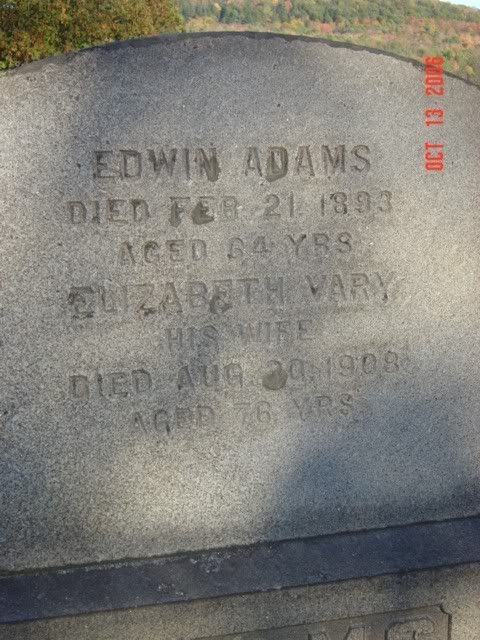 EDWIN ADAMS
DIED FEB. 21. 1893
AGED 64 YRS
ELIZABETH VARY
HIS WIFE
DIED AUG. 20, 1908
AGED 76 YRS
OCT 13 2006